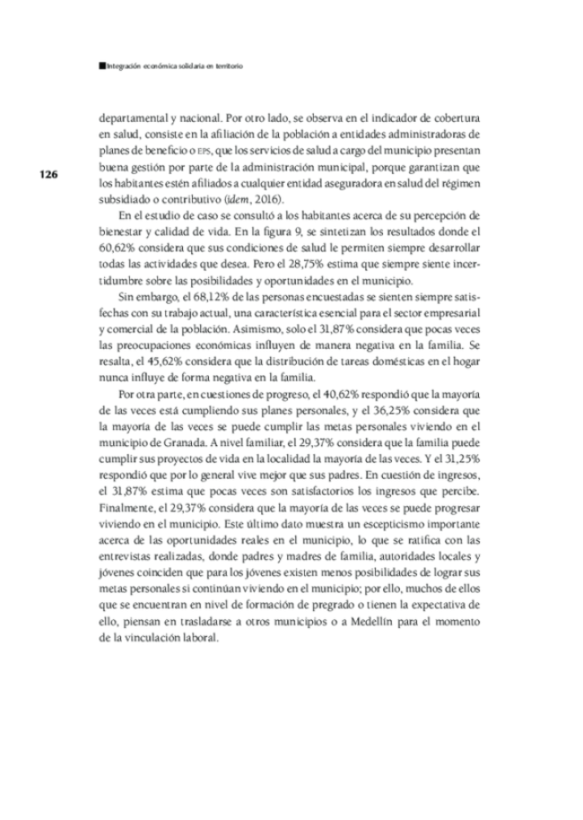 Integración económica solidaria en territorio
departamental y nacional. Por otro lado, se observa en el indicador de cobertura
en salud, consiste en la afiliación de la población a entidades administradoras de
planes de beneficio o EPS, que los servicios de salud a cargo del municipio presentan
buena gestión por parte de la administración municipal, porque garantizan que
126
los habitantes estén afiliados a cualquier entidad aseguradora en salud del régimen
subsidiado o contributivo (idem, 2016).
En el estudio de caso se consultó a los habitantes acerca de su percepción de
bienestar y calidad de vida. En la figura 9, se sintetizan los resultados donde el
60,62% considera que sus condiciones de salud le permiten siempre desarrollar
todas las actividades que desea. Pero el 28,75% estima que siempre siente incer-
tidumbre sobre las posibilidades y oportunidades en el municipio.
Sin embargo, el 68,12% de las personas encuestadas se sienten siempre satis-
fechas con su trabajo actual, una característica esencial para el sector empresarial
y comercial de la población. Asimismo, solo el 31,87% considera que pocas veces
las preocupaciones económicas influyen de manera negativa en la familia. Se
resalta, el 45,62% considera que la distribución de tareas domésticas en el hogar
nunca influye de forma negativa en la familia.
Por otra parte, en cuestiones de progreso, el 40,62% respondió que la mayoría
de las veces está cumpliendo sus planes personales, y el 36,25% considera que
la mayoría de las veces se puede cumplir las metas personales viviendo en el
municipio de Granada. A nivel familiar, el 29,37% considera que la familia puede
cumplir sus proyectos de vida en la localidad la mayoría de las veces. Y el 31,25%
respondió que por lo general vive mejor que sus padres. En cuestión de ingresos,
el 31,87% estima que pocas veces son satisfactorios los ingresos que percibe.
Finalmente, el 29,37% considera que la mayoría de las veces se puede progresar
viviendo en el municipio. Este último dato muestra un escepticismo importante
acerca de las oportunidades reales en el municipio, lo que se ratifica con las
entrevistas realizadas, donde padres y madres de familia, autoridades locales y
jóvenes coinciden que para los jóvenes existen menos posibilidades de lograr sus
metas personales si continúan viviendo en el municipio; por ello, muchos de ellos
que se encuentran en nivel de formación de pregrado o tienen la expectativa de
ello, piensan en trasladarse a otros municipios o a Medellín para el momento
de la vinculación laboral.